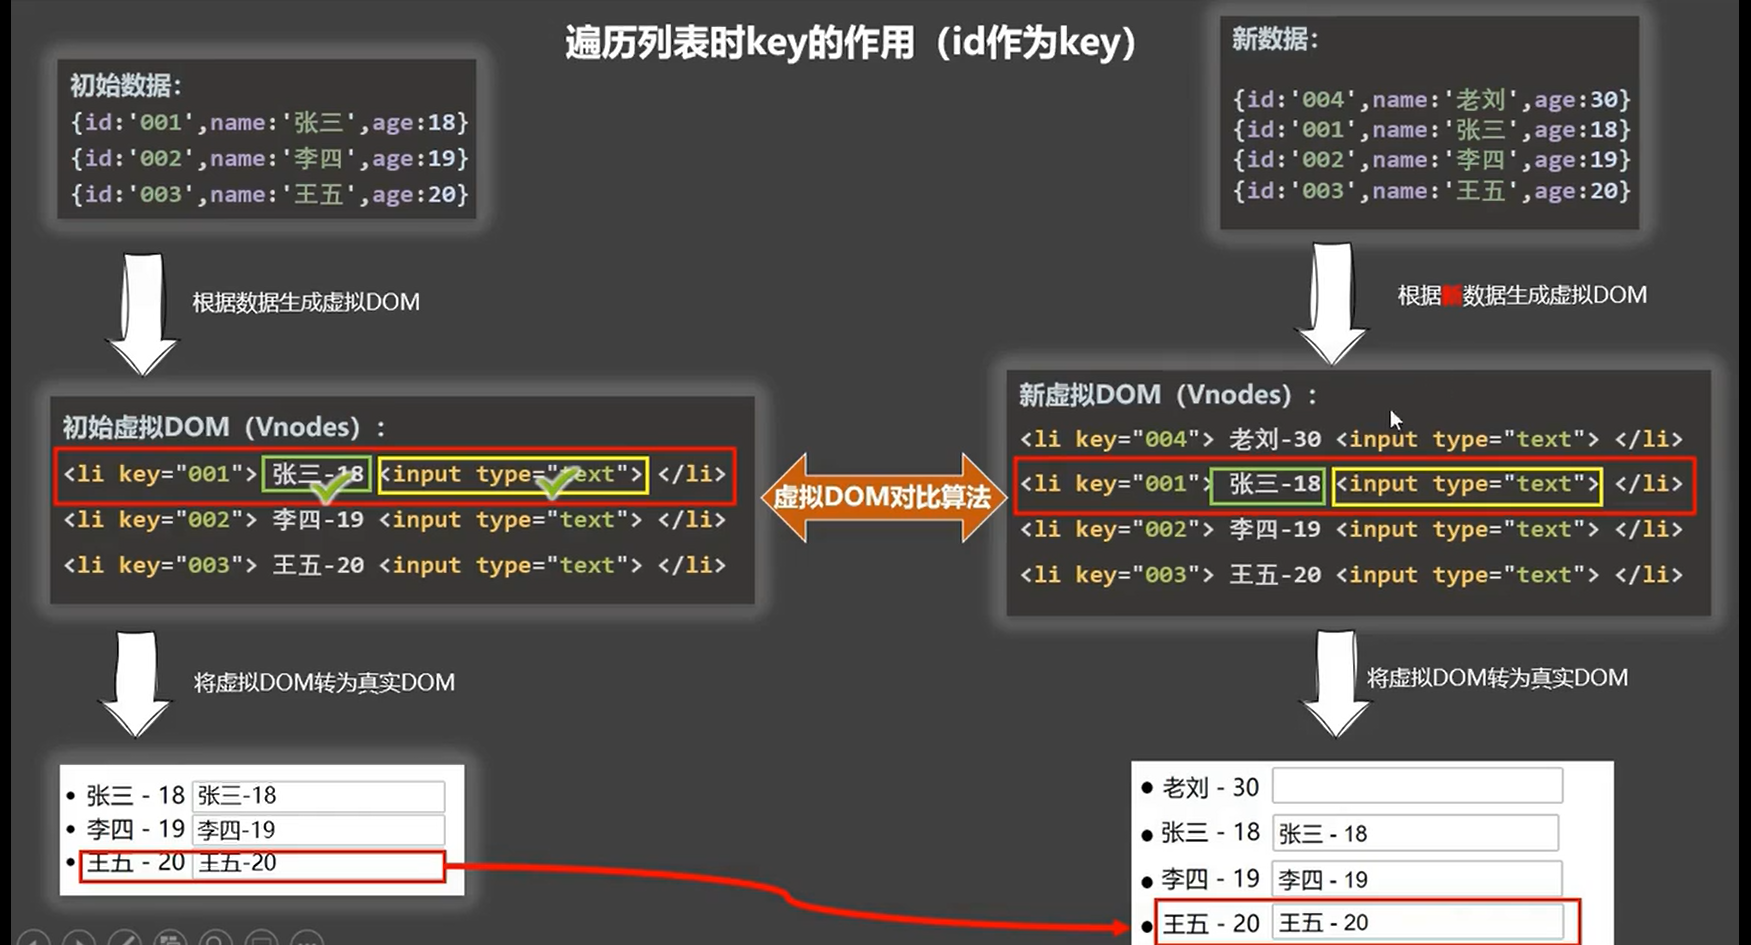 遍历列表时key的作用（id作为key）
初始数据：
{id:'001',name:'张三',age:18}
{id:'002',name:'李四',age:19}
{id:'003',name:'王五',age:20}
新数据：
{id:'004',name:'老刘',age:30}
{id:'001',name:'张三',age:18}
{id:'002',name:'李四',age:19}
{id:'003',name:'王五',age:20}
根据数据生成虚拟DOM
根据新数据生成虚拟DOM
初始虚拟DOM（Vnodes）：
<li key="001"> 张三-18 <input type="text"> </li>
<li key="002"> 李四-19 <input type="text"> </li>
<li key="003"> 王五-20 <input type="text"> </li>
虚拟DOM对比算法
新虚拟DOM（Vnodes）：
<li key="004"> 老刘-30 <input type="text"> </li>
<li key="001"> 张三-18 <input type="text"> </li>
<li key="002"> 李四-19 <input type="text"> </li>
<li key="003"> 王五-20 <input type="text"> </li>
将虚拟DOM转为真实DOM
将虚拟DOM转为真实DOM
• 张三 - 18 张三-18
• 李四 - 19 李四-19
• 王五 - 20 王五-20
• 老刘 - 30
• 张三 - 18 张三 - 18
• 李四 - 19 李四 - 19
• 王五 - 20 王五 - 20